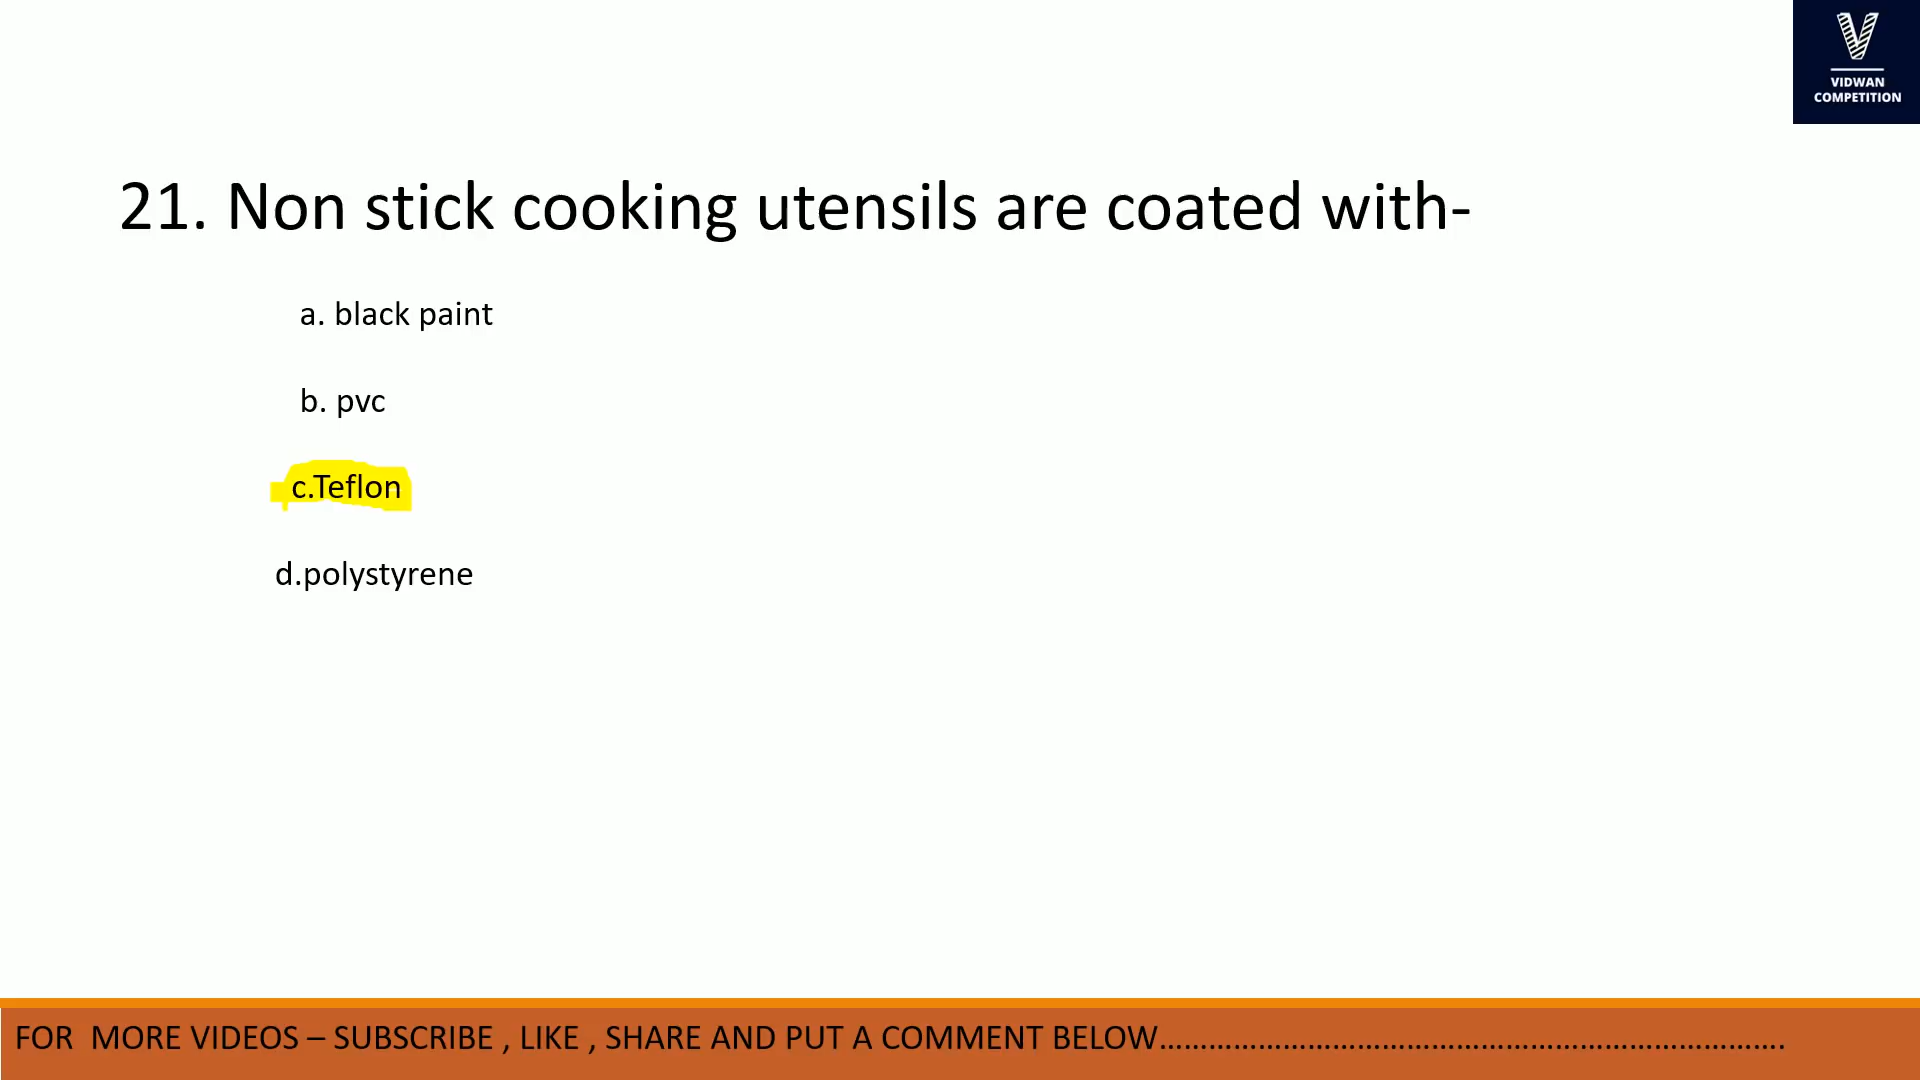 VIDWAN
COMPETITION
21. Non stick cooking utensils are coated with-
a. black paint
b. pvc
c.Teflon
d.polystyrene
FOR  MORE VIDEOS – SUBSCRIBE , LIKE , SHARE AND PUT A COMMENT BELOW……………………………………………………………………….